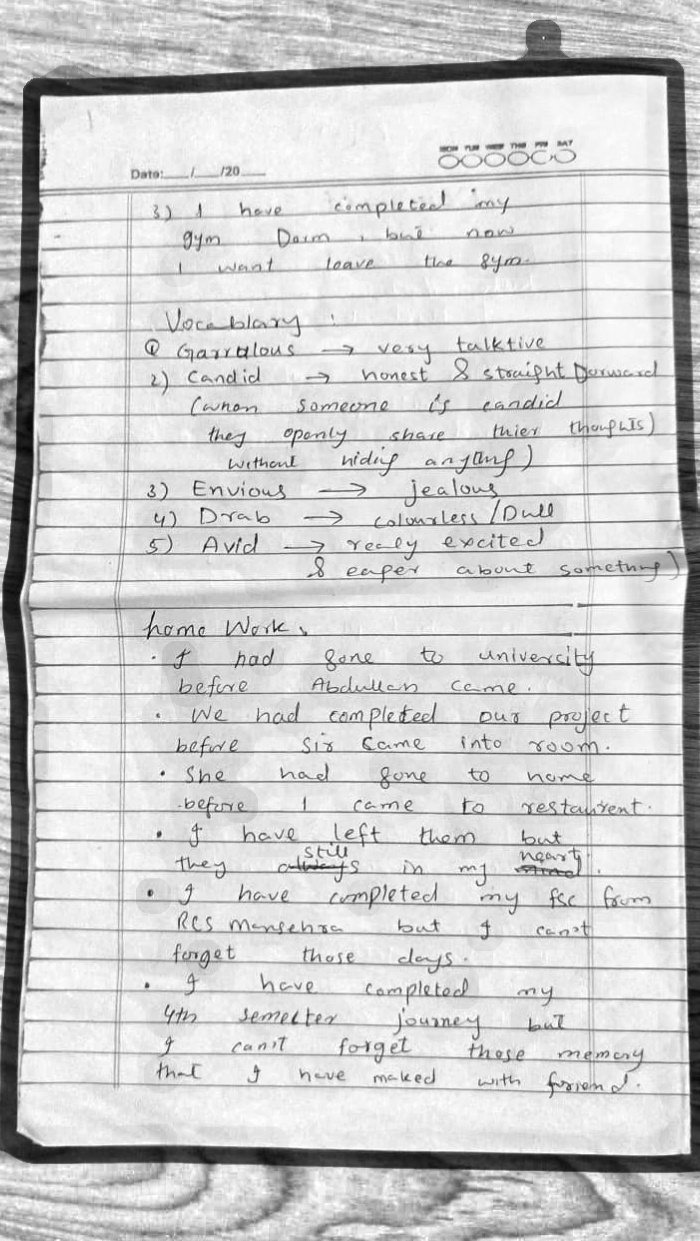 MON TUE WED THU FRI SAT
Date: __/__/20__
3) I have completed my
gym Darm, but now
I want leave the gym.
Vocablary :
① Garrulous → very talktive
2) Candid → honest & straight Dorward
(when someone is candid
they openly share thier thoughts)
without hiding anything)
3) Envious → jealous
4) Drab → colourless/Dull
5) Avid → realy excited
& eager about something)
home Work.
• I had gone to university
before Abdullah came.
• We had completed our project
before sir came into room.
• She had gone to home
before I came to restaurent.
• I have left them but
they still in my heart.
• I have completed my fsc from
RCS mansehra but I can't
forget those days.
• I have completed my
4th semester journey but
I can't forget those memory
that I have maked with friend.